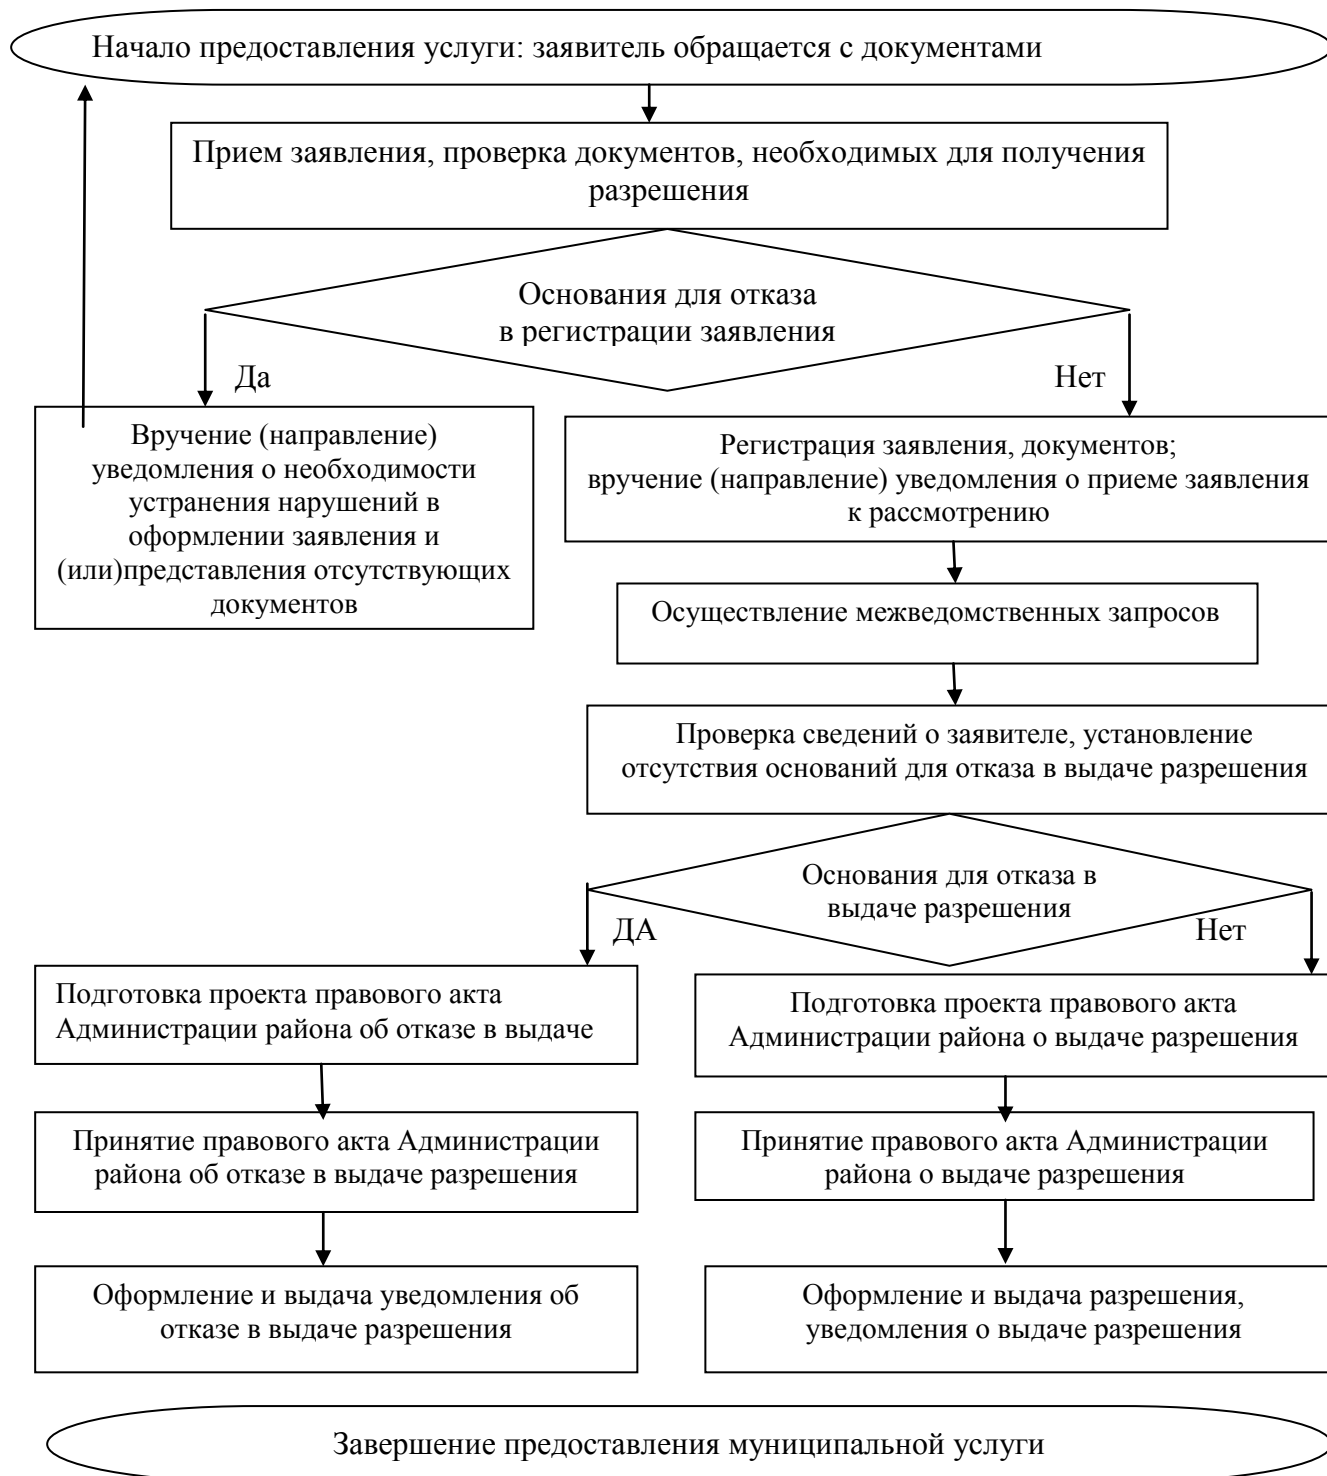 Начало предоставления услуги: заявитель обращается с документами
Прием заявления, проверка документов, необходимых для получения
разрешения
Основания для отказа
в регистрации заявления
Да
Нет
Вручение (направление)
уведомления о необходимости
устранения нарушений в
оформлении заявления и
(или)представления отсутствующих
документов
Регистрация заявления, документов;
вручение (направление) уведомления о приеме заявления
к рассмотрению
Осуществление межведомственных запросов
Проверка сведений о заявителе, установление
отсутствия оснований для отказа в выдаче разрешения
Основания для отказа в
выдаче разрешения
ДА
Нет
Подготовка проекта правового акта
Администрации района об отказе в выдаче
Подготовка проекта правового акта
Администрации района о выдаче разрешения
Принятие правового акта Администрации
района об отказе в выдаче разрешения
Принятие правового акта Администрации
района о выдаче разрешения
Оформление и выдача уведомления об
отказе в выдаче разрешения
Оформление и выдача разрешения,
уведомления о выдаче разрешения
Завершение предоставления муниципальной услуги